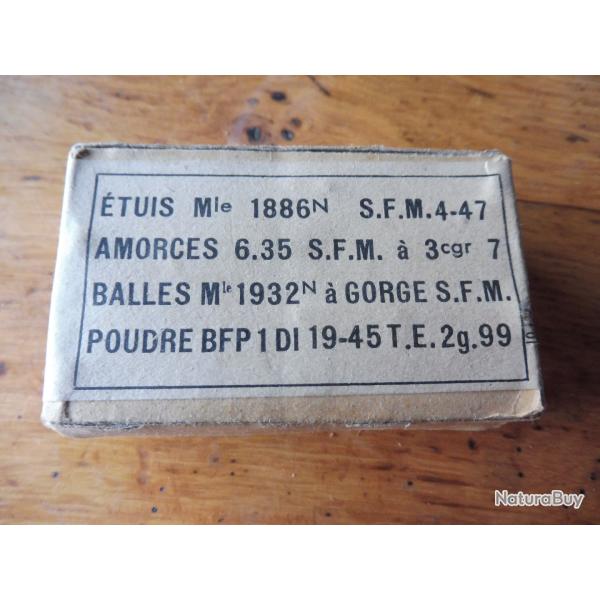 ÉTUIS Mle 1886N S.F.M.4-47
AMORCES 6.35 S.F.M. à 3cgr 7
BALLES Mle 1932N à GORGE S.F.M.
POUDRE BFP 1 DI 19-45 T.E. 2g.99
NaturaBuy